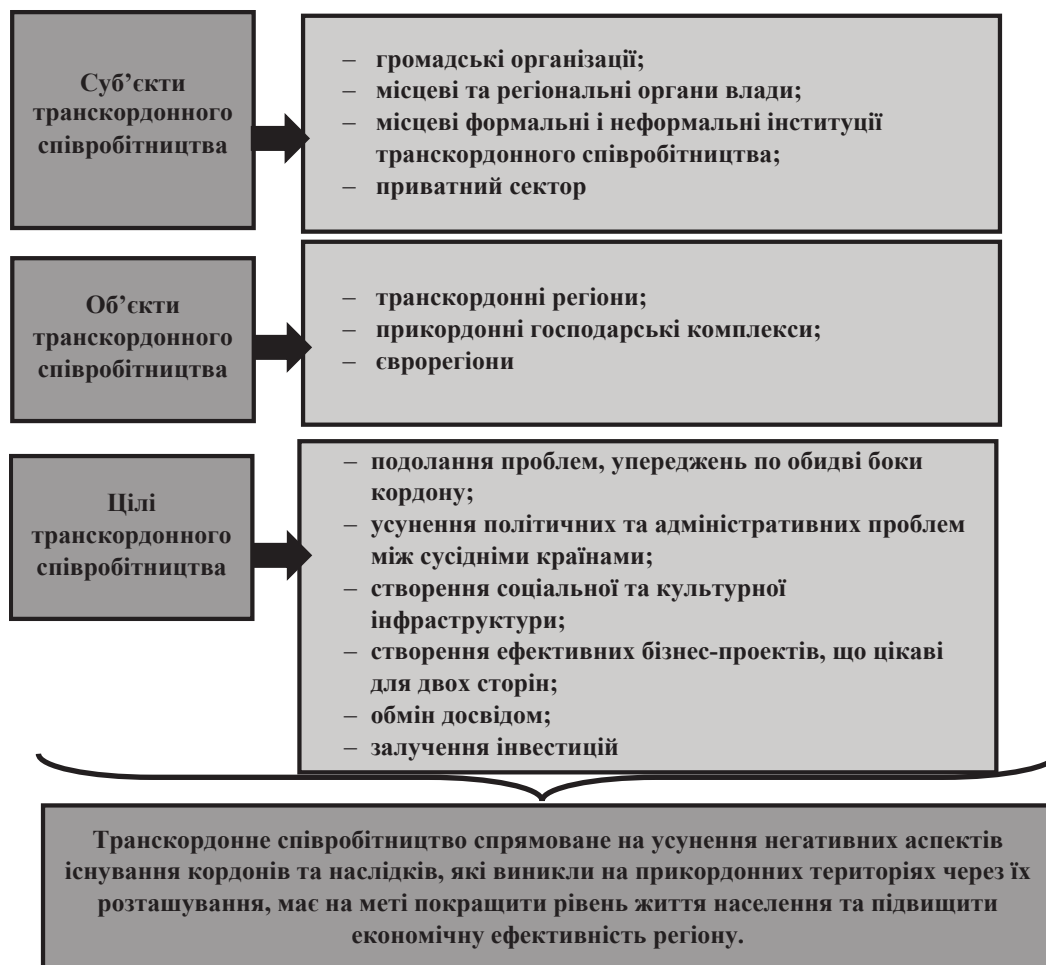 Суб’єкти
транскордонного
співробітництва
– громадські організації;
– місцеві та регіональні органи влади;
– місцеві формальні і неформальні інституції
транскордонного співробітництва;
– приватний сектор
Об’єкти
транскордонного
співробітництва
– транскордонні регіони;
– прикордонні господарські комплекси;
– єврорегіони
Цілі
транскордонного
співробітництва
– подолання проблем, упереджень по обидві боки
кордону;
– усунення політичних та адміністративних проблем
між сусідніми країнами;
– створення соціальної та культурної
інфраструктури;
– створення ефективних бізнес-проектів, що цікаві
для двох сторін;
– обмін досвідом;
– залучення інвестицій
Транскордонне співробітництво спрямоване на усунення негативних аспектів
існування кордонів та наслідків, які виникли на прикордонних територіях через їх
розташування, має на меті покращити рівень життя населення та підвищити
економічну ефективність регіону.